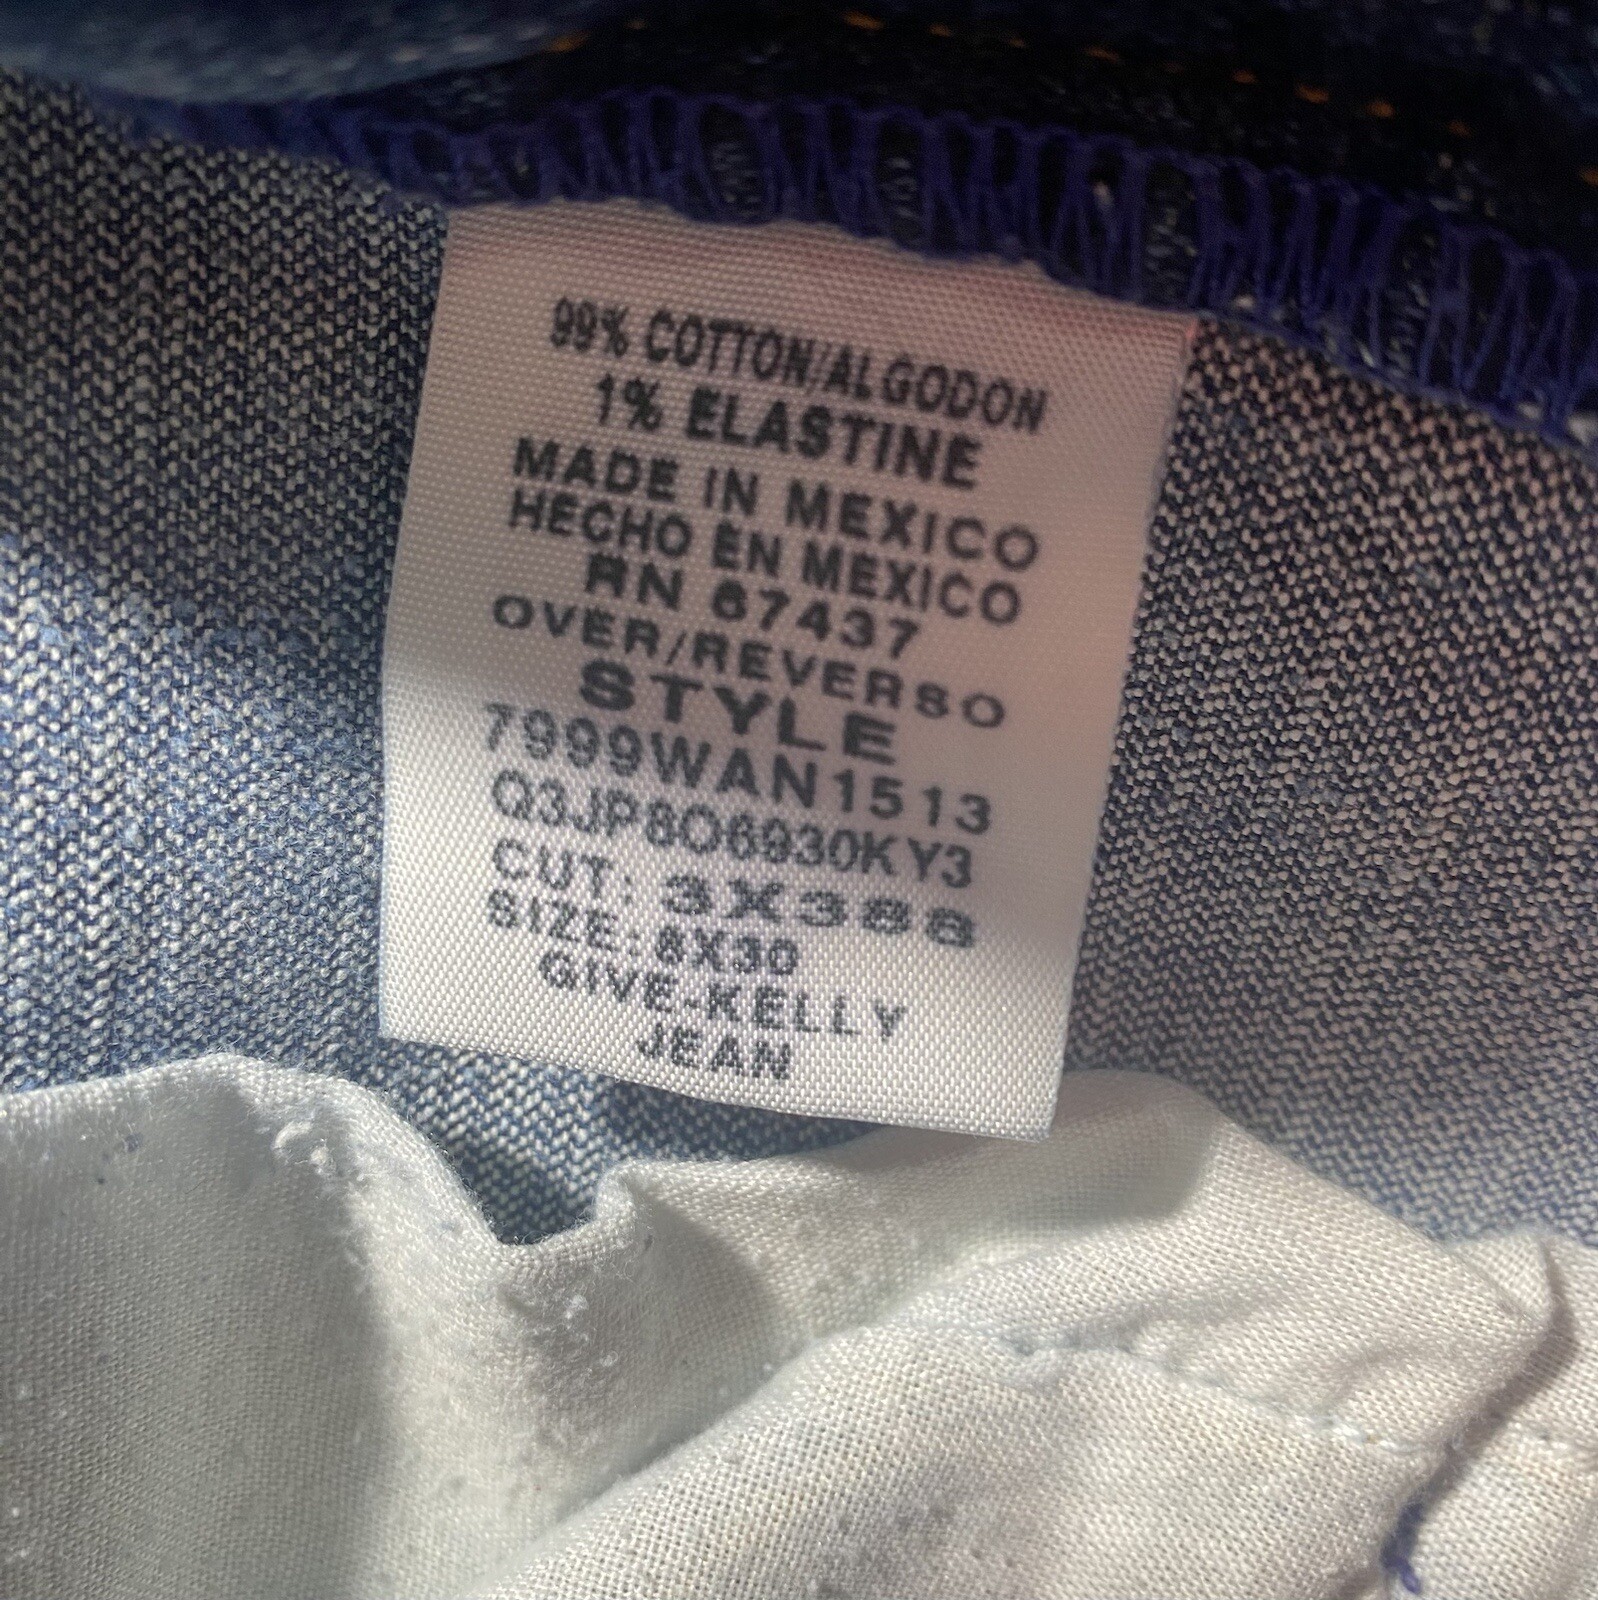 99% COTTON/ALGODON
1% ELASTINE
MADE IN MEXICO
HECHO EN MEXICO
RN 67437
OVER/REVERSO
STYLE
7999WAN1513
Q3JP8O6930KY3
CUT: 3X388
SIZE: 8X30
GIVE-KELLY
JEAN